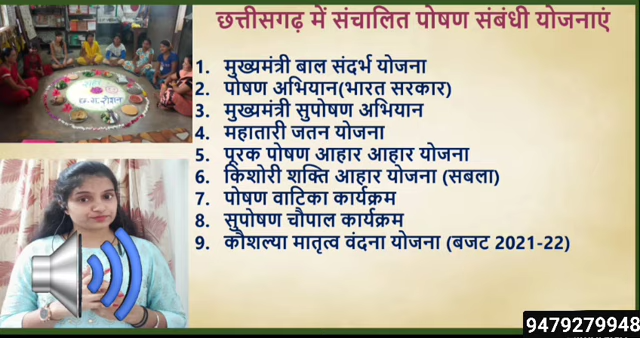 छत्तीसगढ़ में संचालित पोषण संबंधी योजनाएं
1. मुख्यमंत्री बाल संदर्भ योजना
2. पोषण अभियान(भारत सरकार)
3. मुख्यमंत्री सुपोषण अभियान
4. महातारी जतन योजना
5. पूरक पोषण आहार आहार योजना
6. किशोरी शक्ति आहार योजना (सबला)
7. पोषण वाटिका कार्यक्रम
8. सुपोषण चौपाल कार्यक्रम
9. कौशल्या मातृत्व वंदना योजना (बजट 2021-22)
9479279948